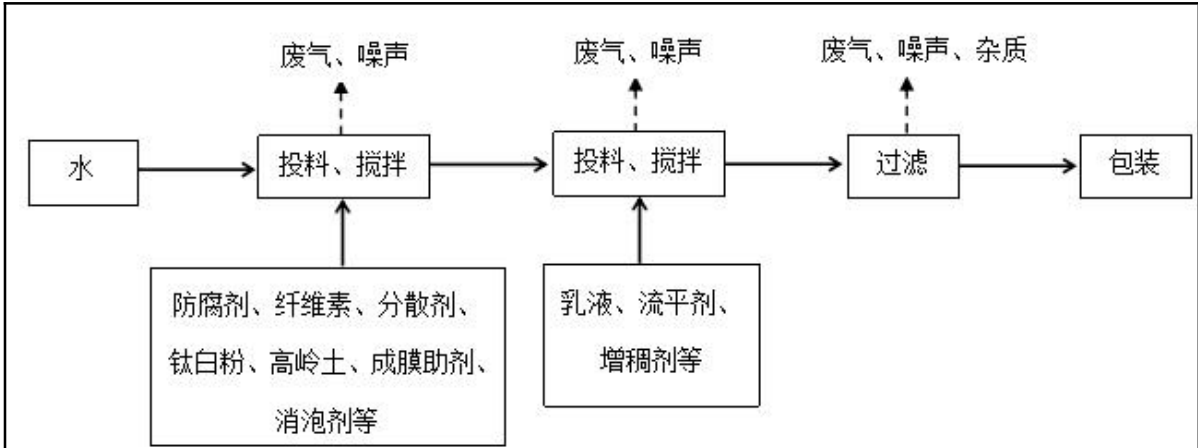 废气、噪声
废气、噪声
废气、噪声、杂质
水
投料、搅拌
投料、搅拌
过滤
包装
防腐剂、纤维素、分散剂、
钛白粉、高岭土、成膜助剂、
消泡剂等
乳液、流平剂、
增稠剂等